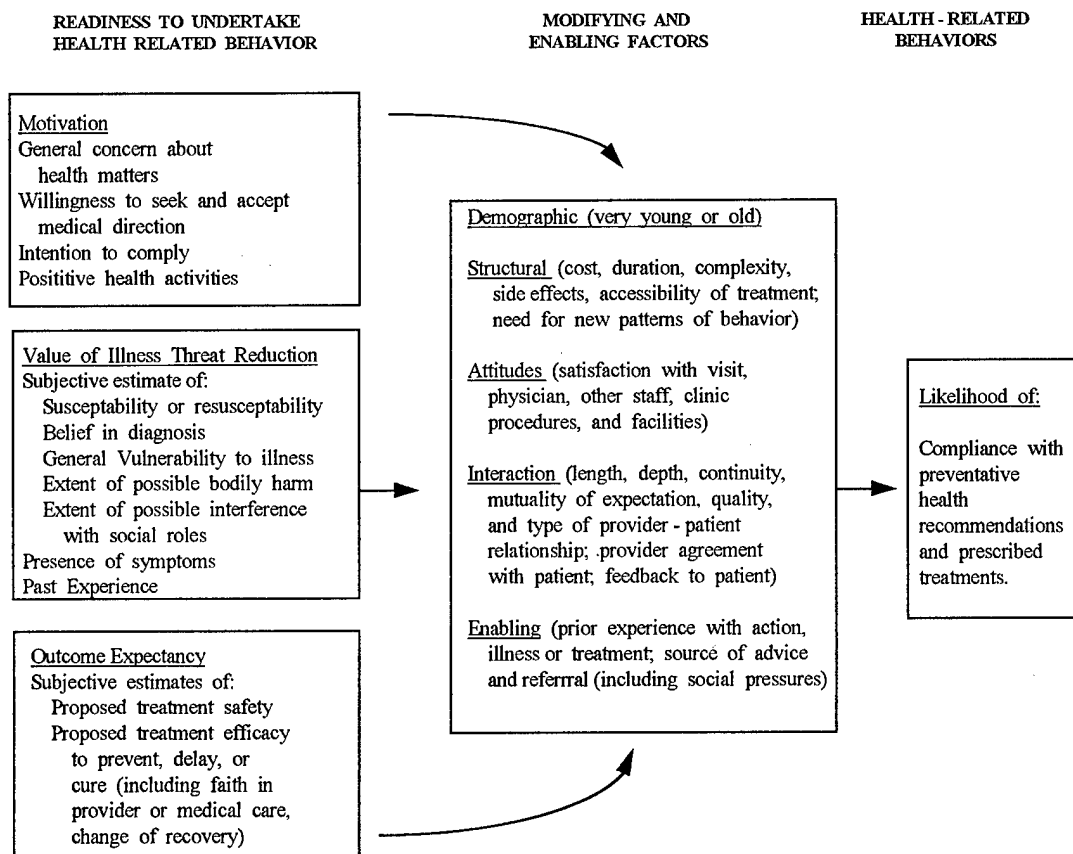 READINESS TO UNDERTAKE
HEALTH RELATED BEHAVIOR
MODIFYING AND
ENABLING FACTORS
HEALTH - RELATED
BEHAVIORS
Motivation
General concern about
health matters
Willingness to seek and accept
medical direction
Intention to comply
Posititive health activities
Value of Illness Threat Reduction
Subjective estimate of:
Susceptability or resusceptability
Belief in diagnosis
General Vulnerability to illness
Extent of possible bodily harm
Extent of possible interference
with social roles
Presence of symptoms
Past Experience
Outcome Expectancy
Subjective estimates of:
Proposed treatment safety
Proposed treatment efficacy
to prevent, delay, or
cure (including faith in
provider or medical care,
change of recovery)
Demographic (very young or old)
Structural (cost, duration, complexity,
side effects, accessibility of treatment;
need for new patterns of behavior)
Attitudes (satisfaction with visit,
physician, other staff, clinic
procedures, and facilities)
Interaction (length, depth, continuity,
mutuality of expectation, quality,
and type of provider - patient
relationship; provider agreement
with patient; feedback to patient)
Enabling (prior experience with action,
illness or treatment; source of advice
and referrral (including social pressures)
Likelihood of:
Compliance with
preventative
health
recommendations
and prescribed
treatments.